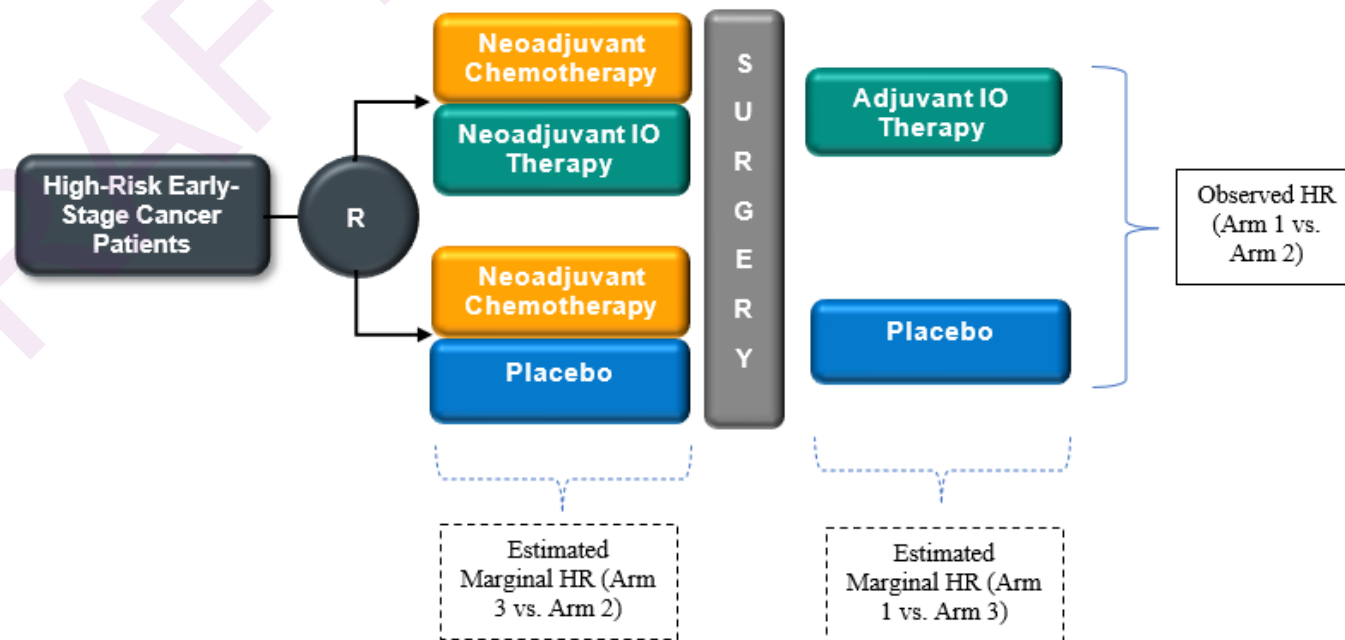 Neoadjuvant
Chemotherapy
Neoadjuvant IO
Therapy
High-Risk Early-
Stage Cancer
Patients
R
Neoadjuvant
Chemotherapy
Placebo
S
U
R
G
E
R
Y
Adjuvant IO
Therapy
Placebo
Observed HR
(Arm 1 vs.
Arm 2)
Estimated
Marginal HR (Arm
3 vs. Arm 2)
Estimated
Marginal HR (Arm
1 vs. Arm 3)